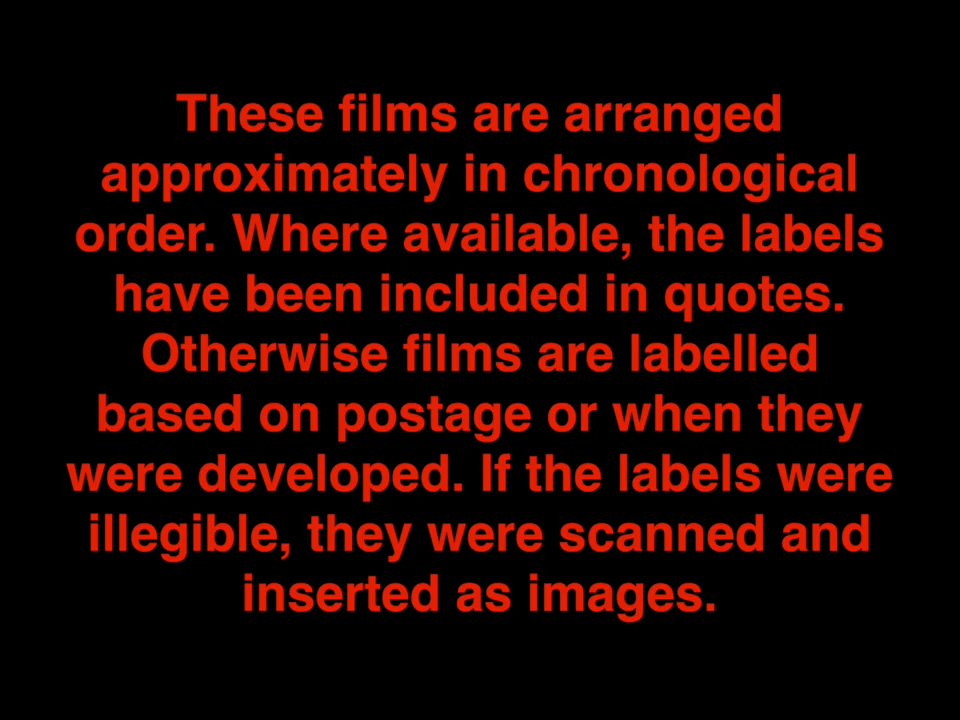 These films are arranged
approximately in chronological
order. Where available, the labels
have been included in quotes.
Otherwise films are labelled
based on postage or when they
were developed. If the labels were
illegible, they were scanned and
inserted as images.